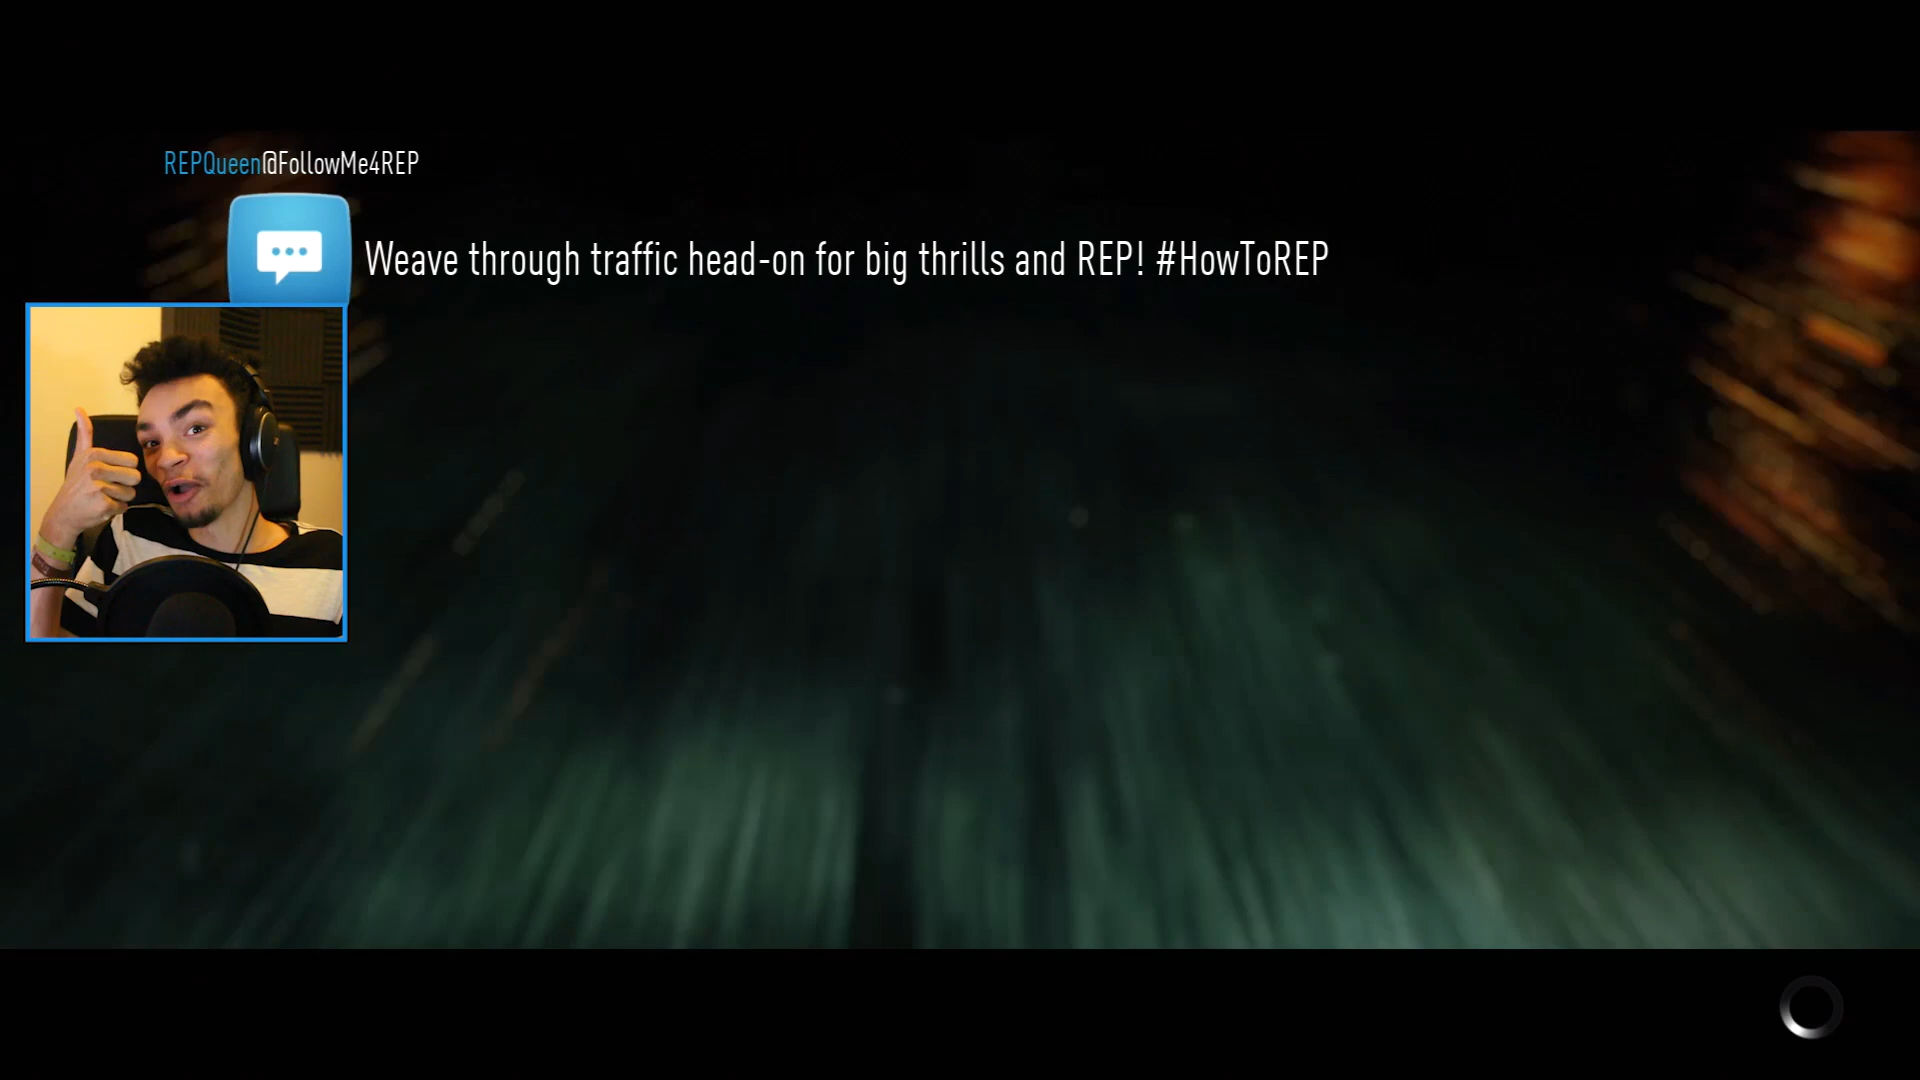 REPQueen@FollowMe4REP
Weave through traffic head-on for big thrills and REP! #HowToREP